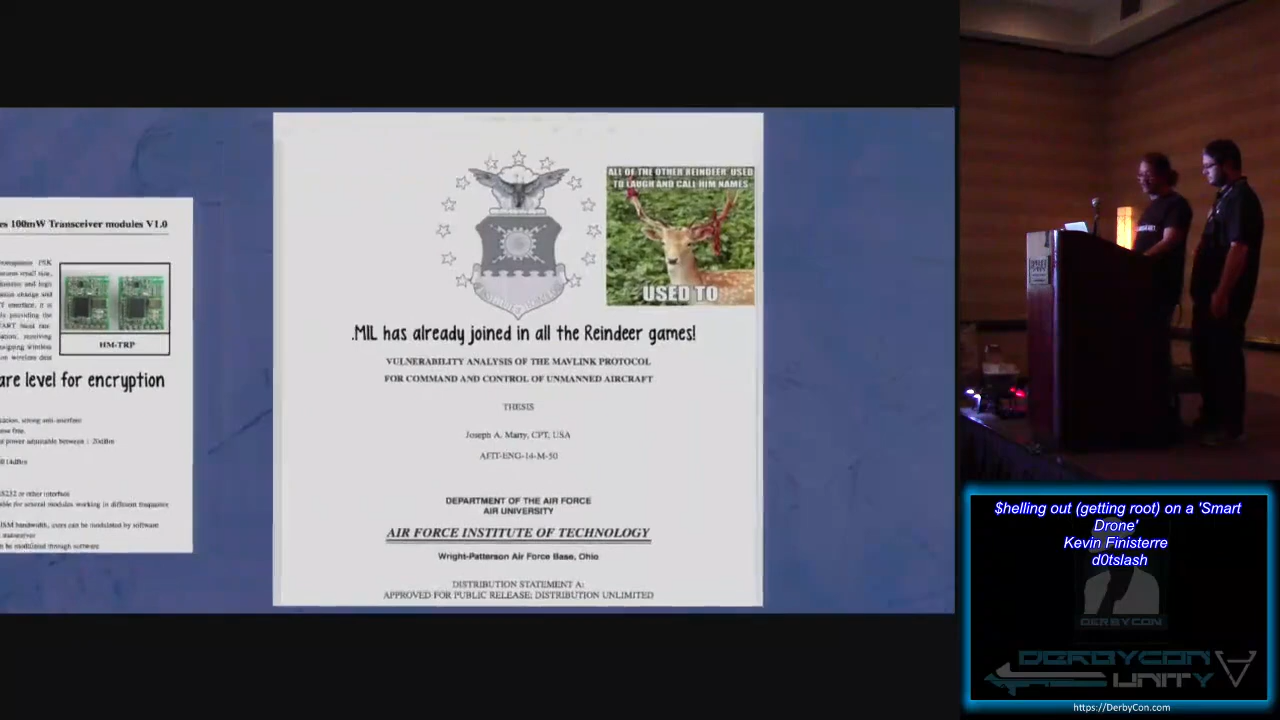 es 100mW Transceiver modules V1.0
HM-TRP
are level for encryption
ALL OF THE OTHER REINDEER USED
TO LAUGH AND CALL HIM NAMES
USED TO
.MIL has already joined in all the Reindeer games!
VULNERABILITY ANALYSIS OF THE MAVLINK PROTOCOL
FOR COMMAND AND CONTROL OF UNMANNED AIRCRAFT
THESIS
Joseph A. Marty, CPT, USA
AFIT-ENG-14-M-50
DEPARTMENT OF THE AIR FORCE
AIR UNIVERSITY
AIR FORCE INSTITUTE OF TECHNOLOGY
Wright-Patterson Air Force Base, Ohio
DISTRIBUTION STATEMENT A:
APPROVED FOR PUBLIC RELEASE; DISTRIBUTION UNLIMITED
$helling out (getting root) on a 'Smart
Drone'
Kevin Finisterre
d0tslash
DERBYCON
DERBYCON
UNITY
https://DerbyCon.com